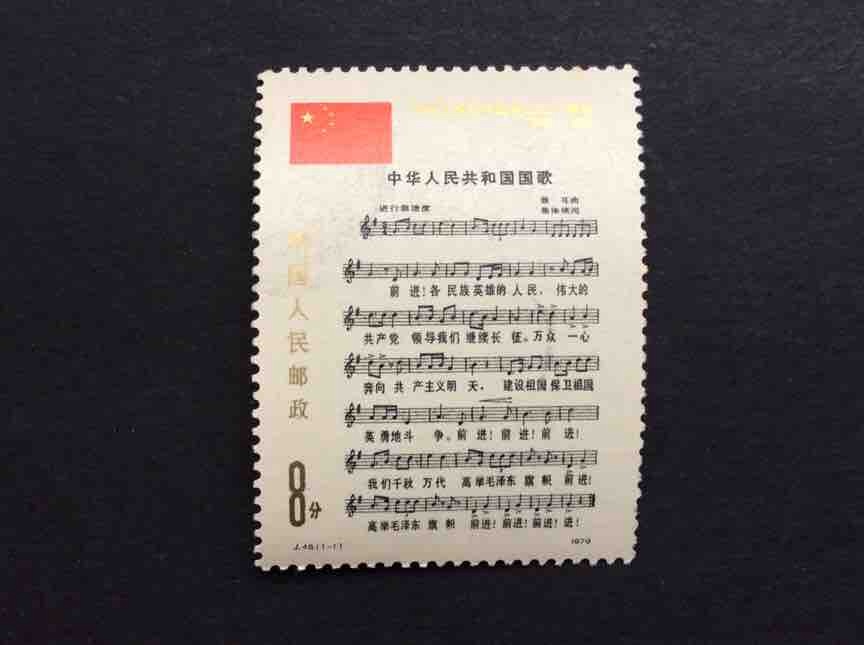 中华人民共和国国歌
进行曲速度
聂耳曲
集体填词
前进!各民族英雄的人民,伟大的
共产党 领导我们继续长征。万众一心
奔向共产主义明天,建设祖国保卫祖国
英勇地斗争。前进!前进!前进!
我们千秋万代 高举毛泽东旗帜 前进!
高举毛泽东旗帜 前进!前进!前进!进!
中国人民邮政
8分
J.46.(1-1)
1979